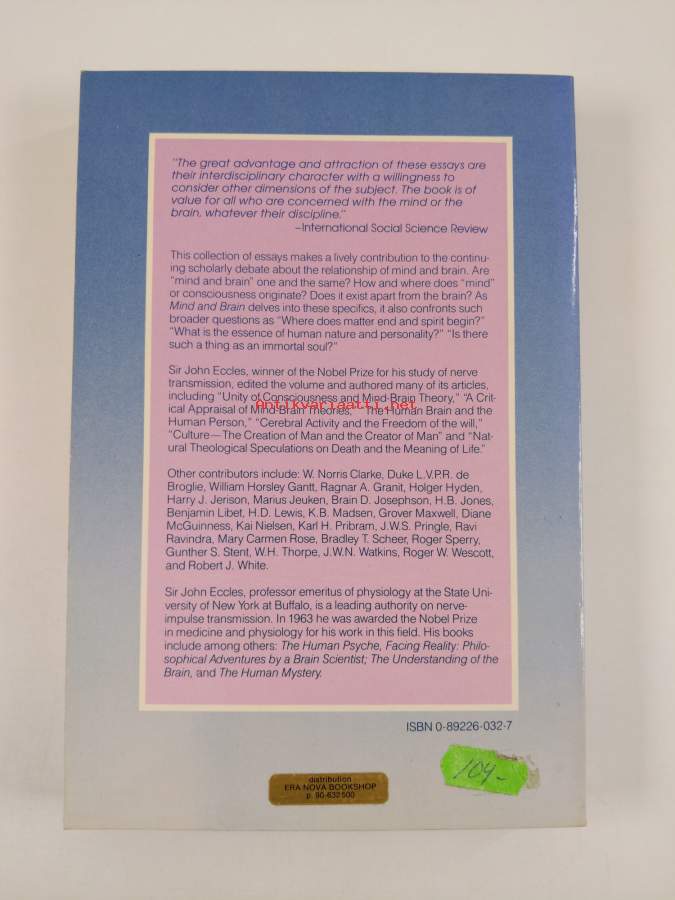 "The great advantage and attraction of these essays are
their interdisciplinary character with a willingness to
consider other dimensions of the subject. The book is of
value for all who are concerned with the mind or the
brain, whatever their discipline."
–International Social Science Review
This collection of essays makes a lively contribution to the continu-
ing scholarly debate about the relationship of mind and brain. Are
"mind and brain" one and the same? How and where does "mind"
or consciousness originate? Does it exist apart from the brain? As
Mind and Brain delves into these specifics, it also confronts such
broader questions as "Where does matter end and spirit begin?"
"What is the essence of human nature and personality?" "Is there
such a thing as an immortal soul?"
Sir John Eccles, winner of the Nobel Prize for his study of nerve
transmission, edited the volume and authored many of its articles,
including "Unity of Consciousness and Mind-Brain Theory," "A Crit-
Antikvariaatti.net
ical Appraisal of Mind-Brain Theories," "The Human Brain and the
Human Person," "Cerebral Activity and the Freedom of the will,"
"Culture—The Creation of Man and the Creator of Man" and "Nat-
ural Theological Speculations on Death and the Meaning of Life."
Other contributors include: W. Norris Clarke, Duke L.V.P.R. de
Broglie, William Horsley Gantt, Ragnar A. Granit, Holger Hyden,
Harry J. Jerison, Marius Jeuken, Brain D. Josephson, H.B. Jones,
Benjamin Libet, H.D. Lewis, K.B. Madsen, Grover Maxwell, Diane
McGuinness, Kai Nielsen, Karl H. Pribram, J.W.S. Pringle, Ravi
Ravindra, Mary Carmen Rose, Bradley T. Scheer, Roger Sperry,
Gunther S. Stent, W.H. Thorpe, J.W.N. Watkins, Roger W. Wescott,
and Robert J. White.
Sir John Eccles, professor emeritus of physiology at the State Uni-
versity of New York at Buffalo, is a leading authority on nerve-
impulse transmission. In 1963 he was awarded the Nobel Prize
in medicine and physiology for his work in this field. His books
include among others: The Human Psyche, Facing Reality: Philo-
sophical Adventures by a Brain Scientist; The Understanding of the
Brain, and The Human Mystery.
ISBN 0-89226-032-7
104-
distribution
ERA NOVA BOOKSHOP
p. 90-632 500